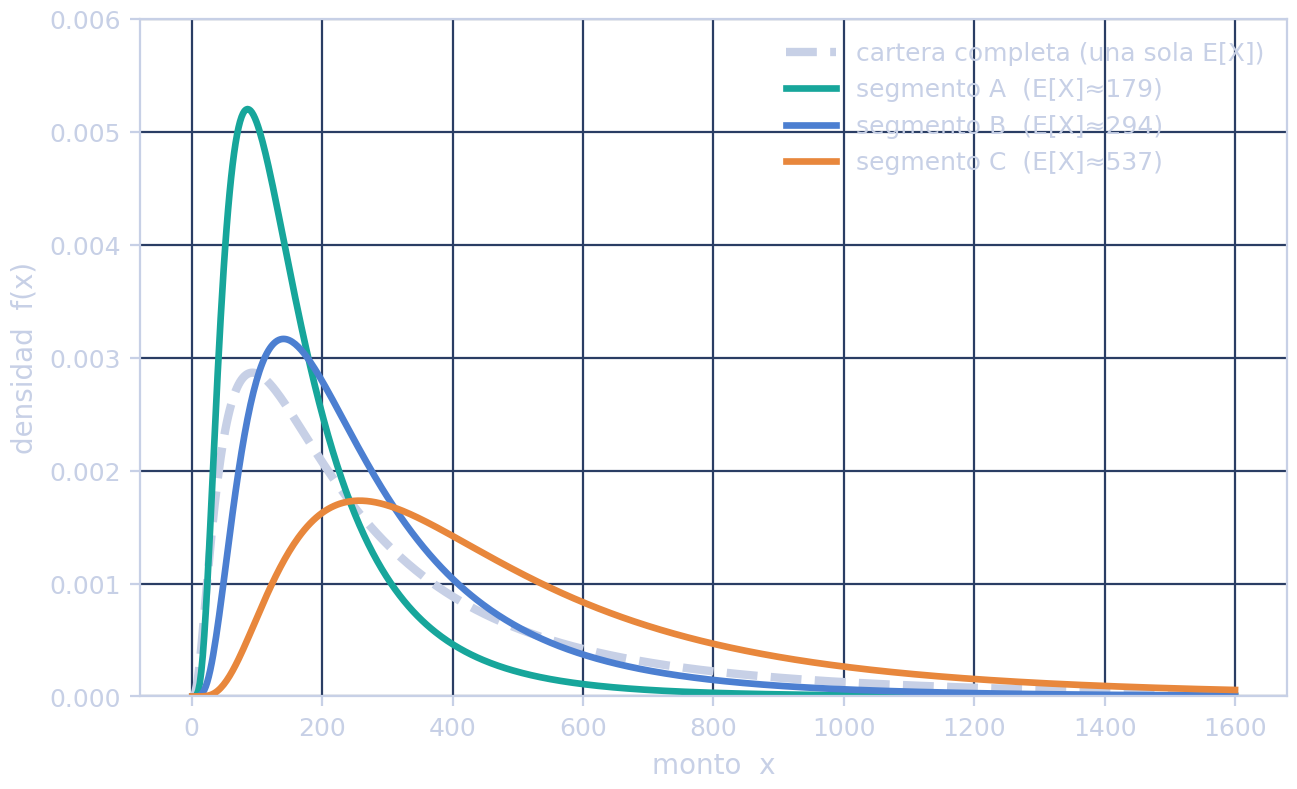 0.006
0.005
0.004
0.003
0.002
0.001
0.000
densidad f(x)
cartera completa (una sola E[X])
segmento A (E[X]≈179)
segmento B (E[X]≈294)
segmento C (E[X]≈537)
0 200 400 600 800 1000 1200 1400 1600
monto x